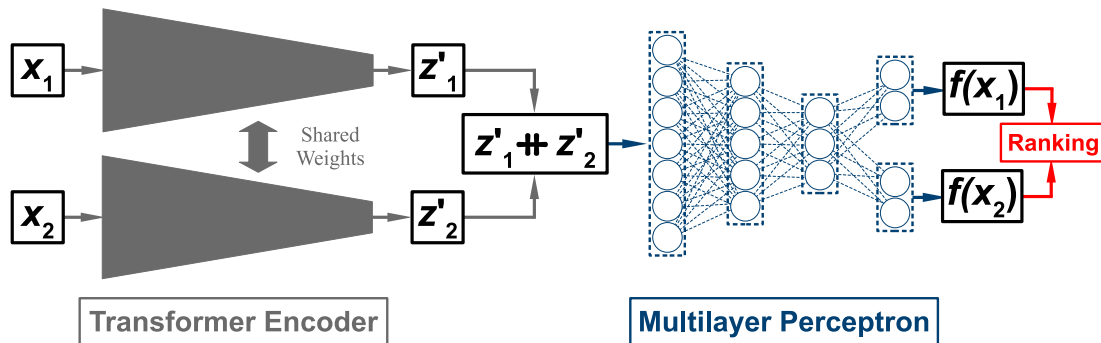 x₁
z'₁
f(x₁)
Shared
Weights
z'₁ ⧺ z'₂
Ranking
x₂
z'₂
f(x₂)
Transformer Encoder
Multilayer Perceptron